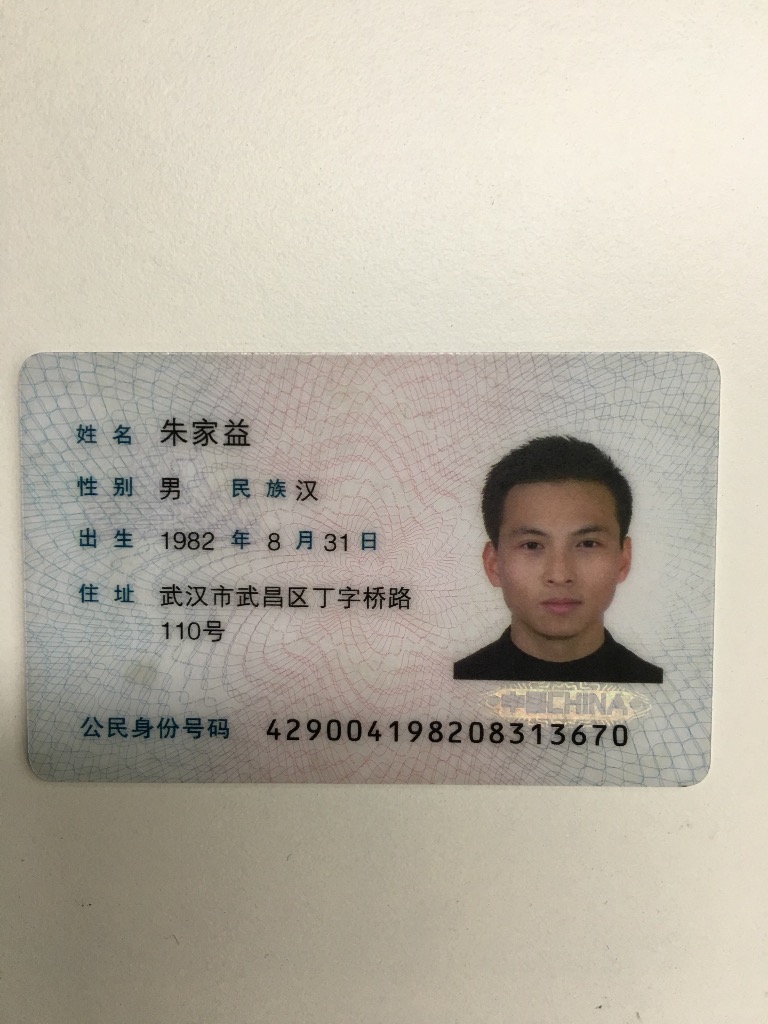 姓名 朱家益
性别 男 民族 汉
出生 1982 年 8 月 31 日
住址 武汉市武昌区丁字桥路
110号
中国CHINA
公民身份号码 429004198208313670